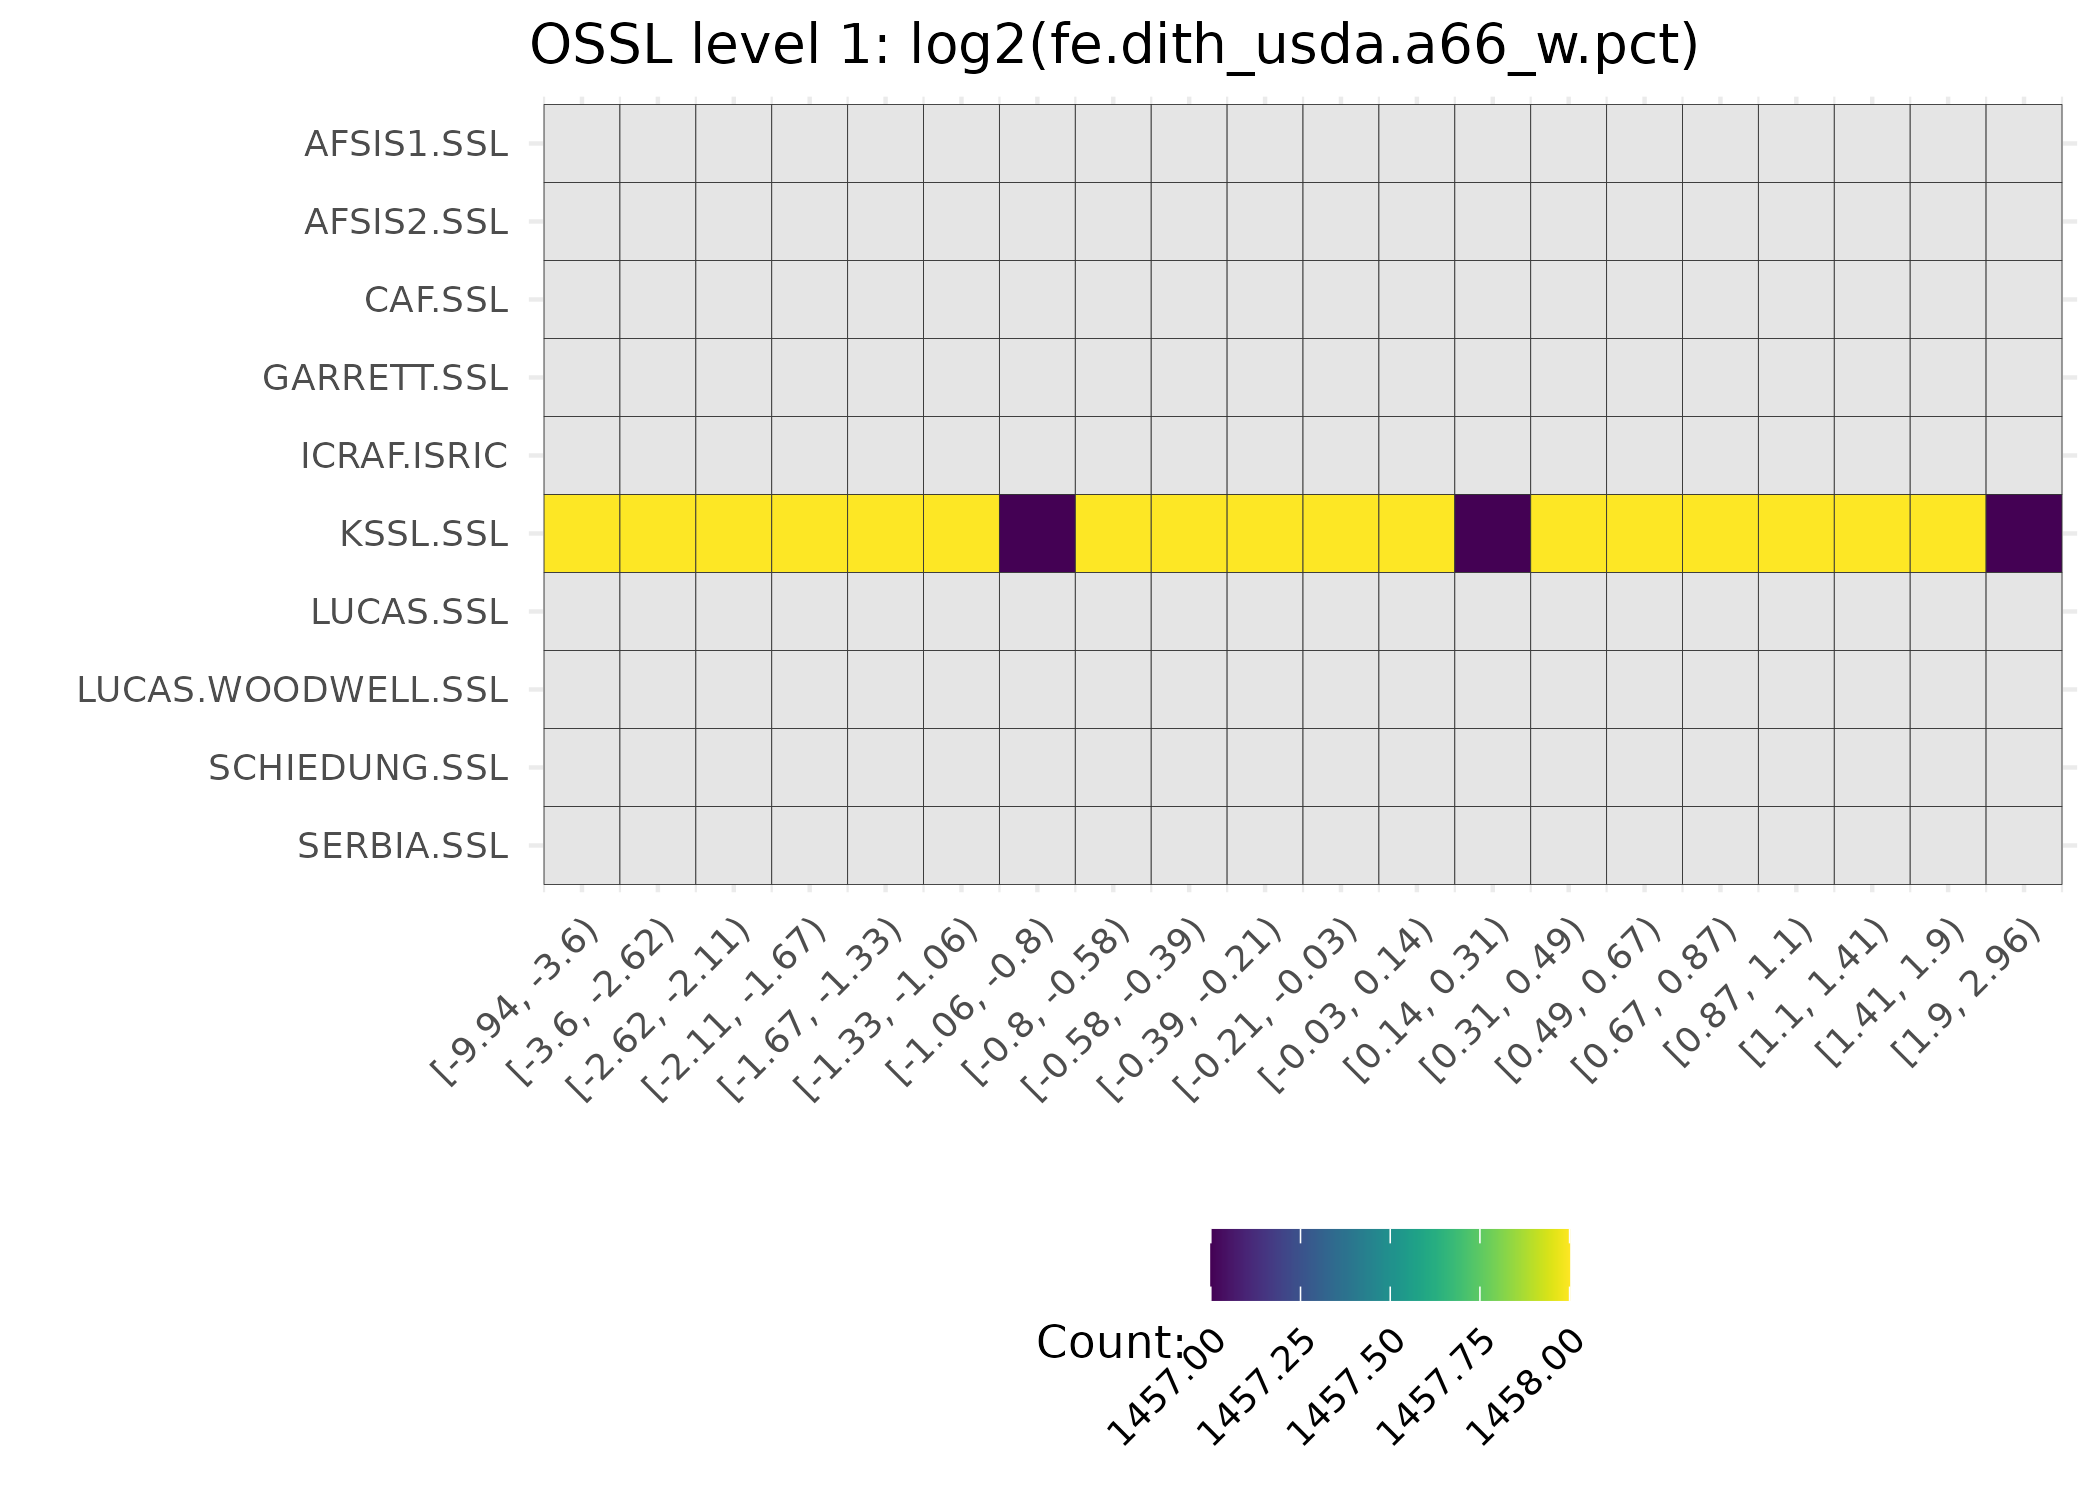 OSSL level 1: log2(fe.dith_usda.a66_w.pct)
AFSIS1.SSL
AFSIS2.SSL
CAF.SSL
GARRETT.SSL
ICRAF.ISRIC
KSSL.SSL
LUCAS.SSL
LUCAS.WOODWELL.SSL
SCHIEDUNG.SSL
SERBIA.SSL
[-9.94, -3.6)
[-3.6, -2.62)
[-2.62, -2.11)
[-2.11, -1.67)
[-1.67, -1.33)
[-1.33, -1.06)
[-1.06, -0.8)
[-0.8, -0.58)
[-0.58, -0.39)
[-0.39, -0.21)
[-0.21, -0.03)
[-0.03, 0.14)
[0.14, 0.31)
[0.31, 0.49)
[0.49, 0.67)
[0.67, 0.87)
[0.87, 1.1)
[1.1, 1.41)
[1.41, 1.9)
[1.9, 2.96)
Count:
1457.00
1457.25
1457.50
1457.75
1458.00